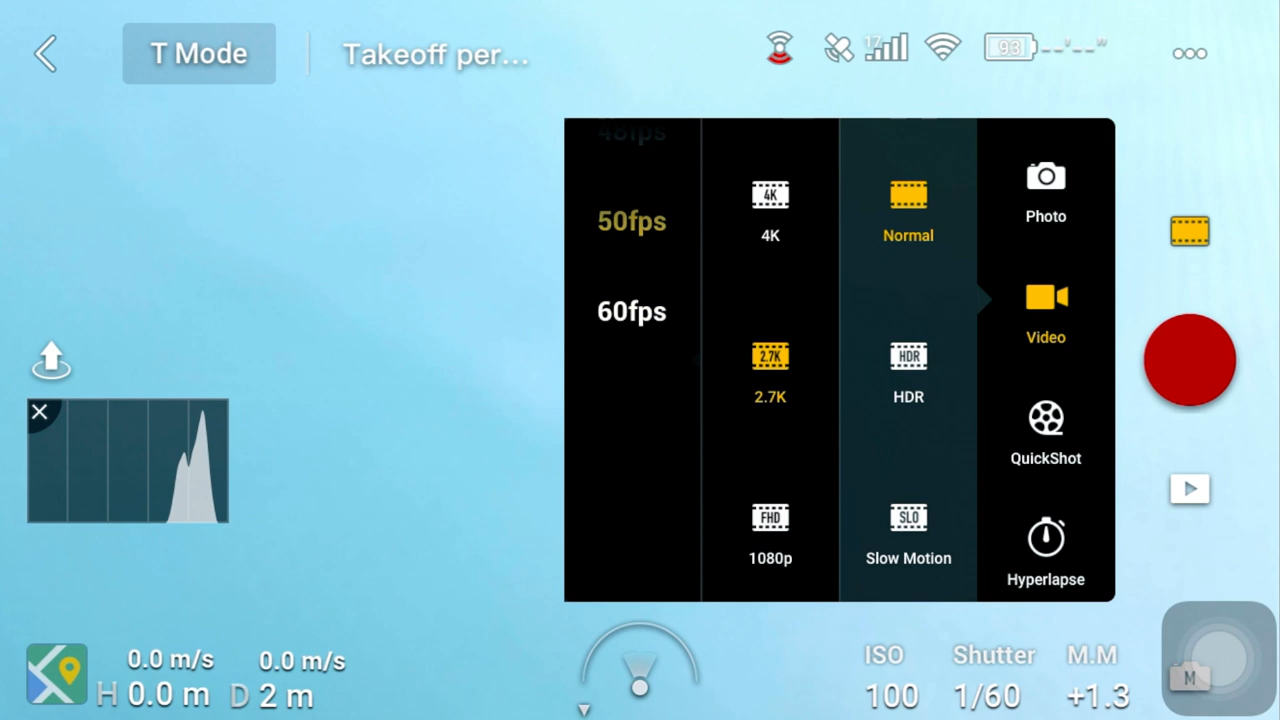 T Mode
Takeoff per...
17
93
--'--"
48fps
50fps
60fps
4K
4K
2.7K
2.7K
FHD
1080p
Normal
HDR
HDR
SLO
Slow Motion
Photo
Video
QuickShot
Hyperlapse
0.0 m/s
0.0 m/s
H 0.0 m
D 2 m
ISO
100
Shutter
1/60
M.M
+1.3
M